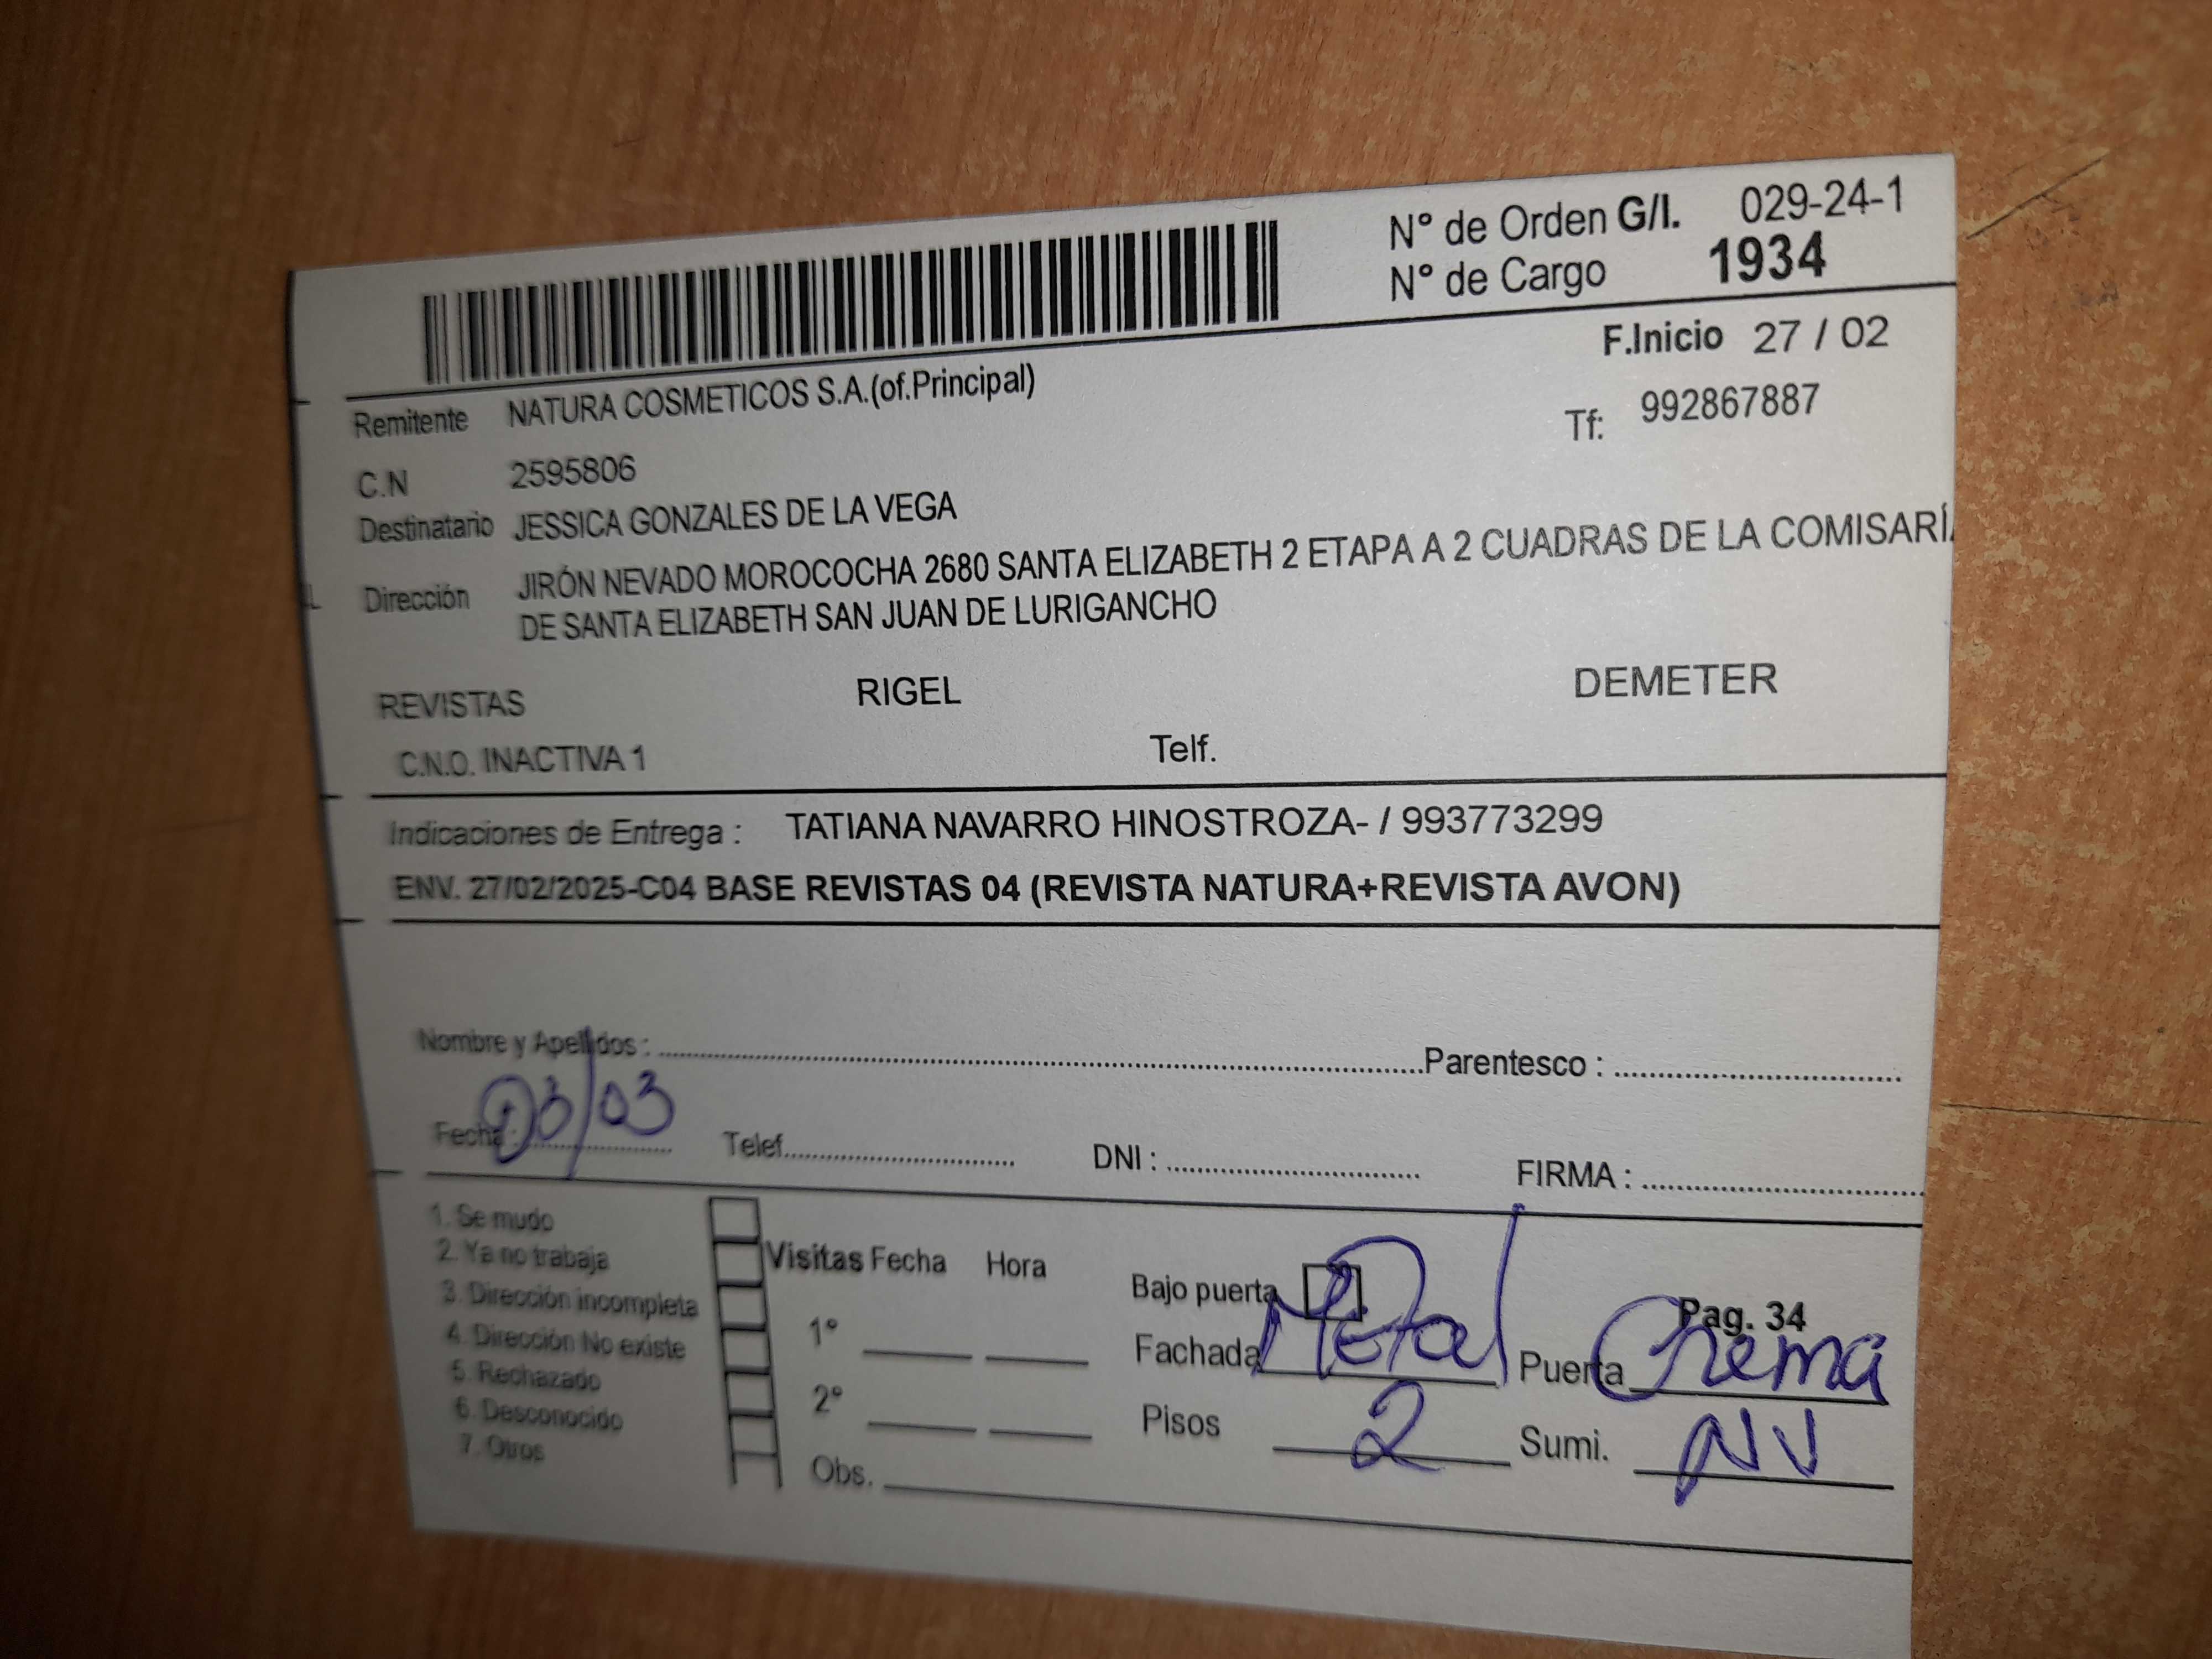 N° de Orden G/I. 029-24-1
N° de Cargo 1934
F.Inicio 27 / 02
Remitente NATURA COSMETICOS S.A.(of.Principal)
Tf: 992867887
C.N 2595806
Destinatario JESSICA GONZALES DE LA VEGA
Dirección JIRÓN NEVADO MOROCOCHA 2680 SANTA ELIZABETH 2 ETAPA A 2 CUADRAS DE LA COMISARÍ
DE SANTA ELIZABETH SAN JUAN DE LURIGANCHO
REVISTAS RIGEL DEMETER
C.N.O. INACTIVA 1 Telf.
Indicaciones de Entrega : TATIANA NAVARRO HINOSTROZA- / 993773299
ENV. 27/02/2025-C04 BASE REVISTAS 04 (REVISTA NATURA+REVISTA AVON)
Nombre y Apellidos : Parentesco :
Fecha : 03/03 Telef. DNI : FIRMA :
1. Se mudo
2. Ya no trabaja
3. Dirección incompleta
4. Dirección No existe
5. Rechazado
6. Desconocido
7. Otros
Visitas Fecha Hora
1°
2°
Obs.
Bajo puerta
Pag. 34
Fachada Metal Puerta Crema
Pisos 2 Sumi. NV